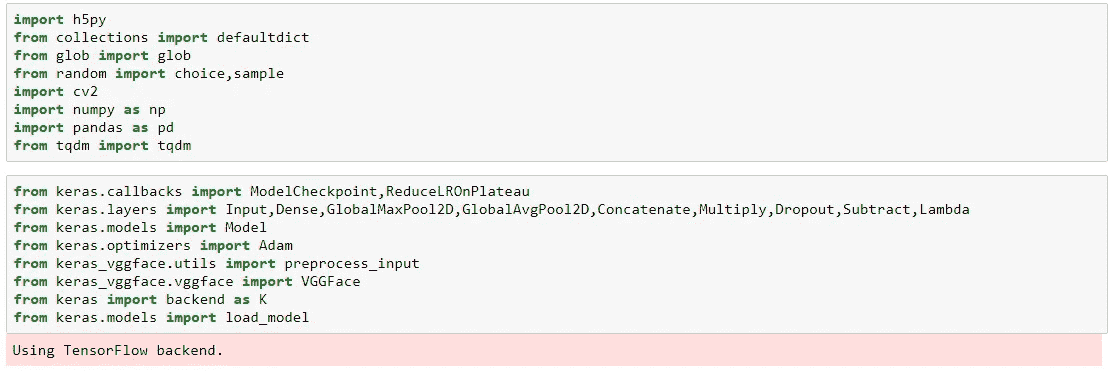 import h5py
from collections import defaultdict
from glob import glob
from random import choice,sample
import cv2
import numpy as np
import pandas as pd
from tqdm import tqdm
from keras.callbacks import ModelCheckpoint,ReduceLROnPlateau
from keras.layers import Input,Dense,GlobalMaxPool2D,GlobalAvgPool2D,Concatenate,Multiply,Dropout,Subtract,Lambda
from keras.models import Model
from keras.optimizers import Adam
from keras_vggface.utils import preprocess_input
from keras_vggface.vggface import VGGFace
from keras import backend as K
from keras.models import load_model
Using TensorFlow backend.